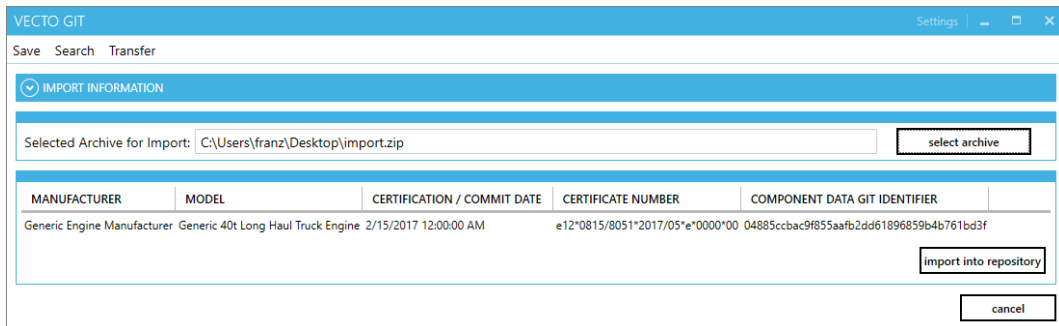 VECTO GIT Settings
Save Search Transfer
IMPORT INFORMATION
Selected Archive for Import: C:\Users\franz\Desktop\import.zip select archive
MANUFACTURER MODEL CERTIFICATION / COMMIT DATE CERTIFICATE NUMBER COMPONENT DATA GIT IDENTIFIER
Generic Engine Manufacturer Generic 40t Long Haul Truck Engine 2/15/2017 12:00:00 AM e12*0815/8051*2017/05*e*0000*00 04885ccbac9f855aafb2dd61896859b4b761bd3f
import into repository
cancel